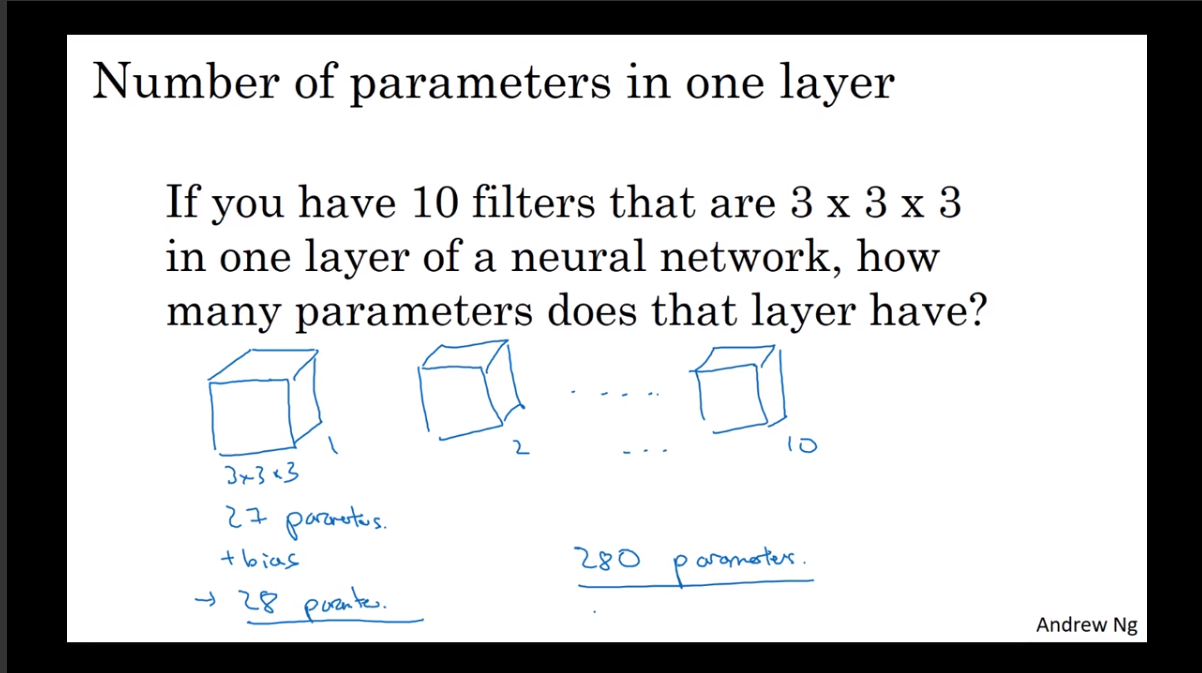 Number of parameters in one layer
If you have 10 filters that are 3 x 3 x 3
in one layer of a neural network, how
many parameters does that layer have?
1 2 ..... ... 10
3x3x3
27 parameters.
+bias
→ 28
280 parameters.
Andrew Ng